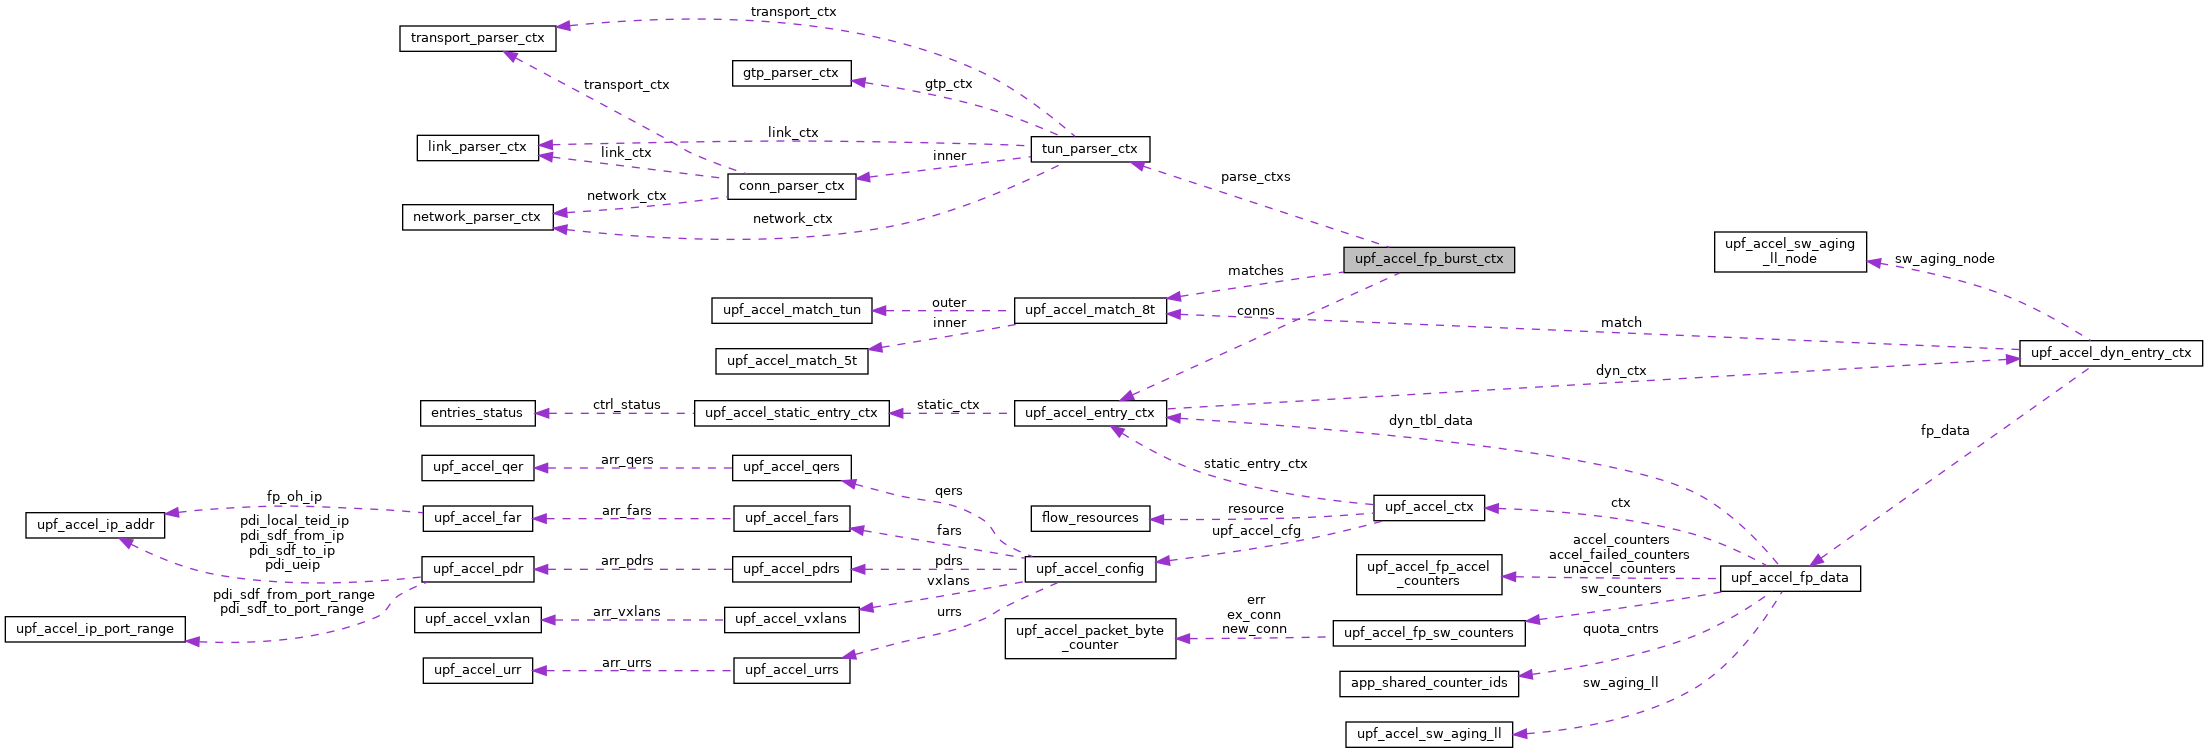 transport_ctx
transport_parser_ctx
gtp_parser_ctx
gtp_ctx
transport_ctx
link_ctx
link_parser_ctx
link_ctx
inner
tun_parser_ctx
conn_parser_ctx
parse_ctxs
network_ctx
network_parser_ctx
network_ctx
upf_accel_fp_burst_ctx
upf_accel_sw_aging
_ll_node
sw_aging_node
matches
upf_accel_match_tun
outer
upf_accel_match_8t
conns
inner
match
upf_accel_match_5t
upf_accel_dyn_entry_ctx
dyn_ctx
entries_status
ctrl_status
upf_accel_static_entry_ctx
static_ctx
upf_accel_entry_ctx
dyn_tbl_data
fp_data
upf_accel_qer
arr_qers
upf_accel_qers
static_entry_ctx
qers
fp_oh_ip
upf_accel_ip_addr
upf_accel_far
arr_fars
upf_accel_fars
flow_resources
resource
upf_accel_ctx
ctx
pdi_local_teid_ip
pdi_sdf_from_ip
pdi_sdf_to_ip
pdi_ueip
fars
upf_accel_cfg
accel_counters
accel_failed_counters
unaccel_counters
upf_accel_pdr
arr_pdrs
upf_accel_pdrs
pdrs
upf_accel_config
upf_accel_fp_accel
_counters
upf_accel_fp_data
vxlans
sw_counters
pdi_sdf_from_port_range
pdi_sdf_to_port_range
upf_accel_ip_port_range
upf_accel_vxlan
arr_vxlans
upf_accel_vxlans
urrs
err
ex_conn
new_conn
upf_accel_packet_byte
_counter
upf_accel_fp_sw_counters
quota_cntrs
upf_accel_urr
arr_urrs
upf_accel_urrs
app_shared_counter_ids
sw_aging_ll
upf_accel_sw_aging_ll